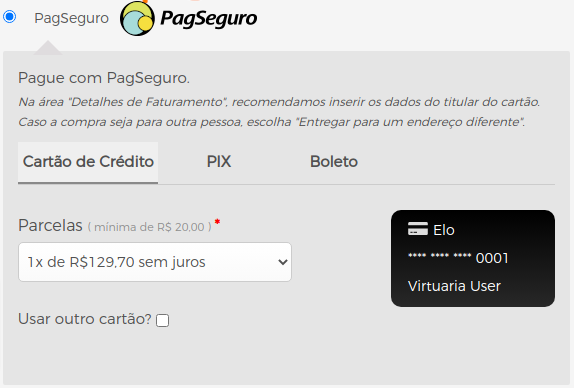 PagSeguro PagSeguro
Pague com PagSeguro.
Na área "Detalhes de Faturamento", recomendamos inserir os dados do titular do cartão.
Caso a compra seja para outra pessoa, escolha "Entregar para um endereço diferente".
Cartão de Crédito PIX Boleto
Parcelas ( mínima de R$ 20,00 ) *
1x de R$129,70 sem juros
Elo
**** **** **** 0001
Virtuaria User
Usar outro cartão?